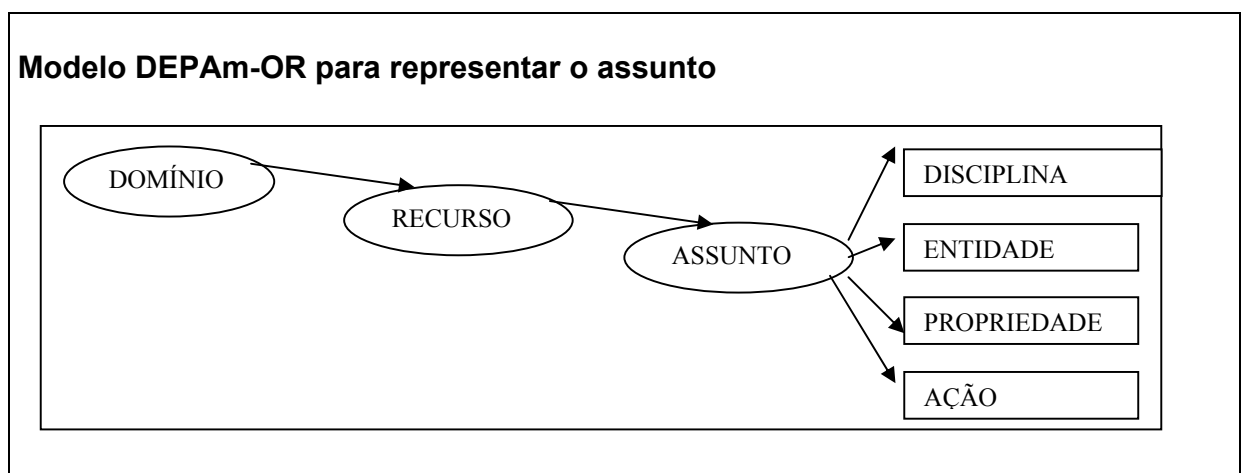 Modelo DEPAm-OR para representar o assunto
DOMÍNIO
RECURSO
ASSUNTO
DISCIPLINA
ENTIDADE
PROPRIEDADE
AÇÃO